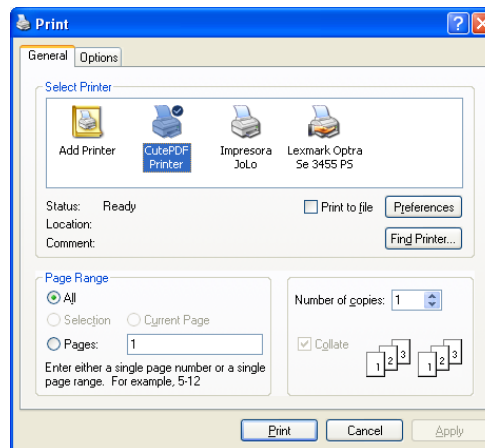 Print
General Options
Select Printer
Add Printer
CutePDF Printer
Impresora JoLo
Lexmark Optra Se 3455 PS
Status: Ready
Print to file
Preferences
Location:
Comment:
Find Printer...
Page Range
All
Selection Current Page
Pages: 1
Enter either a single page number or a single
page range. For example, 5-12
Number of copies: 1
Collate
1 2 3 1 2 3
Print Cancel Apply